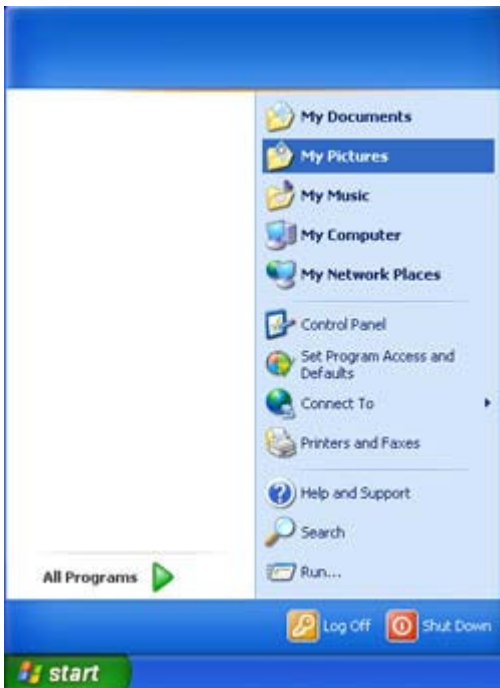 My Documents
My Pictures
My Music
My Computer
My Network Places
Control Panel
Set Program Access and
Defaults
Connect To
Printers and Faxes
Help and Support
Search
Run...
All Programs
Log Off Shut Down
start